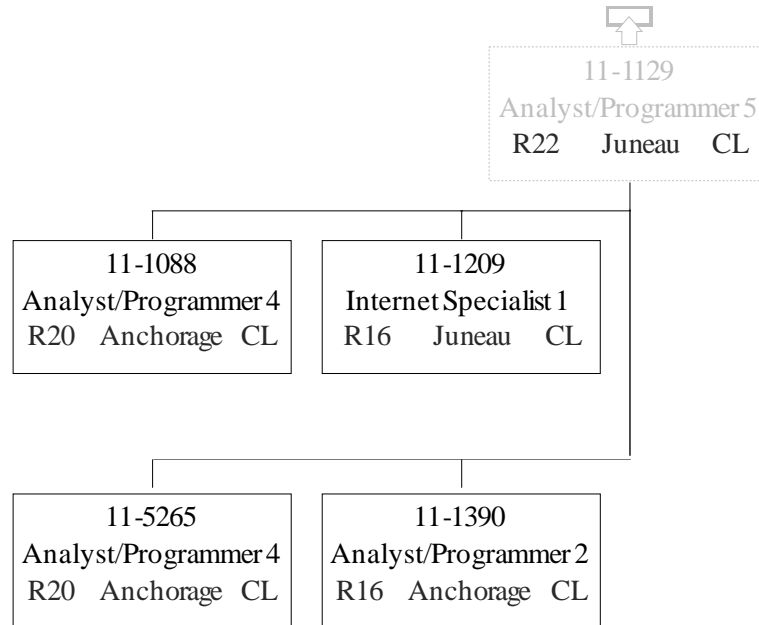 11-1129
Analyst/Programmer 5
R22 Juneau CL
11-1088
Analyst/Programmer 4
R20 Anchorage CL
11-1209
Internet Specialist 1
R16 Juneau CL
11-5265
Analyst/Programmer 4
R20 Anchorage CL
11-1390
Analyst/Programmer 2
R16 Anchorage CL